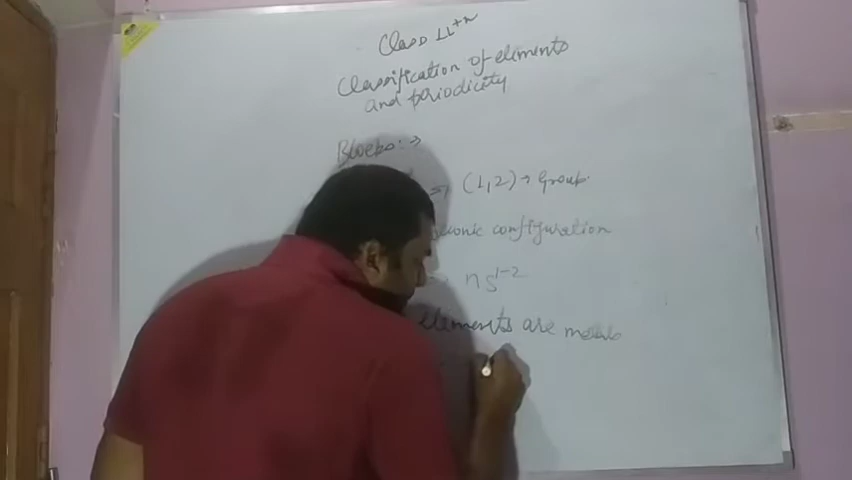 Class 11th
Classification of elements
and periodicity
Blocks:→
→ (1,2) → Group.
configuration
→ ns1-2
elements are metals